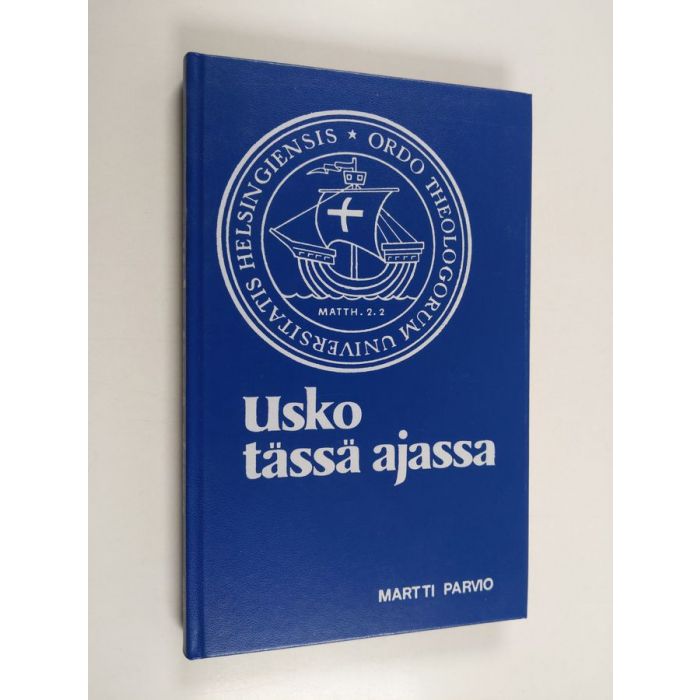 ORDO THEOLOGORUM UNIVERSITATIS HELSINGIENSIS ★
MATTH. 2.2
Usko
tässä ajassa
MARTTI PARVIO